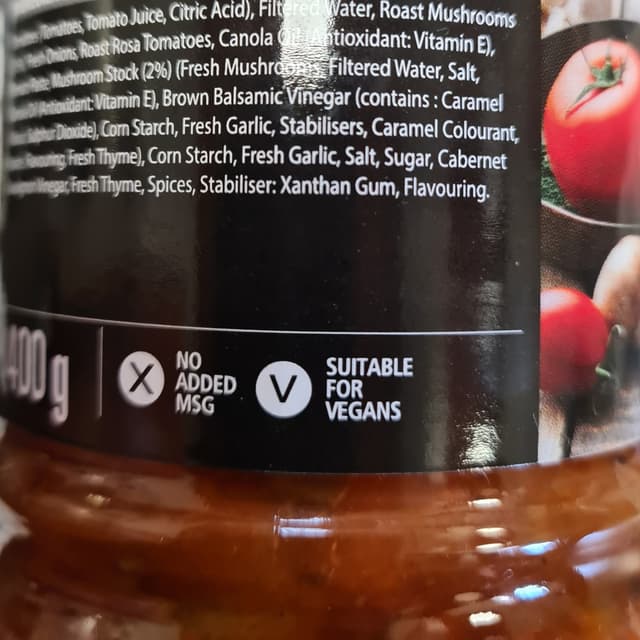 Tomatoes, Tomato Juice, Citric Acid), Filtered Water, Roast Mushrooms
Onions, Roast Rosa Tomatoes, Canola Oil (Antioxidant: Vitamin E),
Mushroom Stock (2%) (Fresh Mushrooms, Filtered Water, Salt,
(Antioxidant: Vitamin E), Brown Balsamic Vinegar (contains : Caramel
Dioxide), Corn Starch, Fresh Garlic, Stabilisers, Caramel Colourant,
Flavouring, Fresh Thyme), Corn Starch, Fresh Garlic, Salt, Sugar, Cabernet
Vinegar, Fresh Thyme, Spices, Stabiliser: Xanthan Gum, Flavouring.
400 g
X
NO
ADDED
MSG
V
SUITABLE
FOR
VEGANS